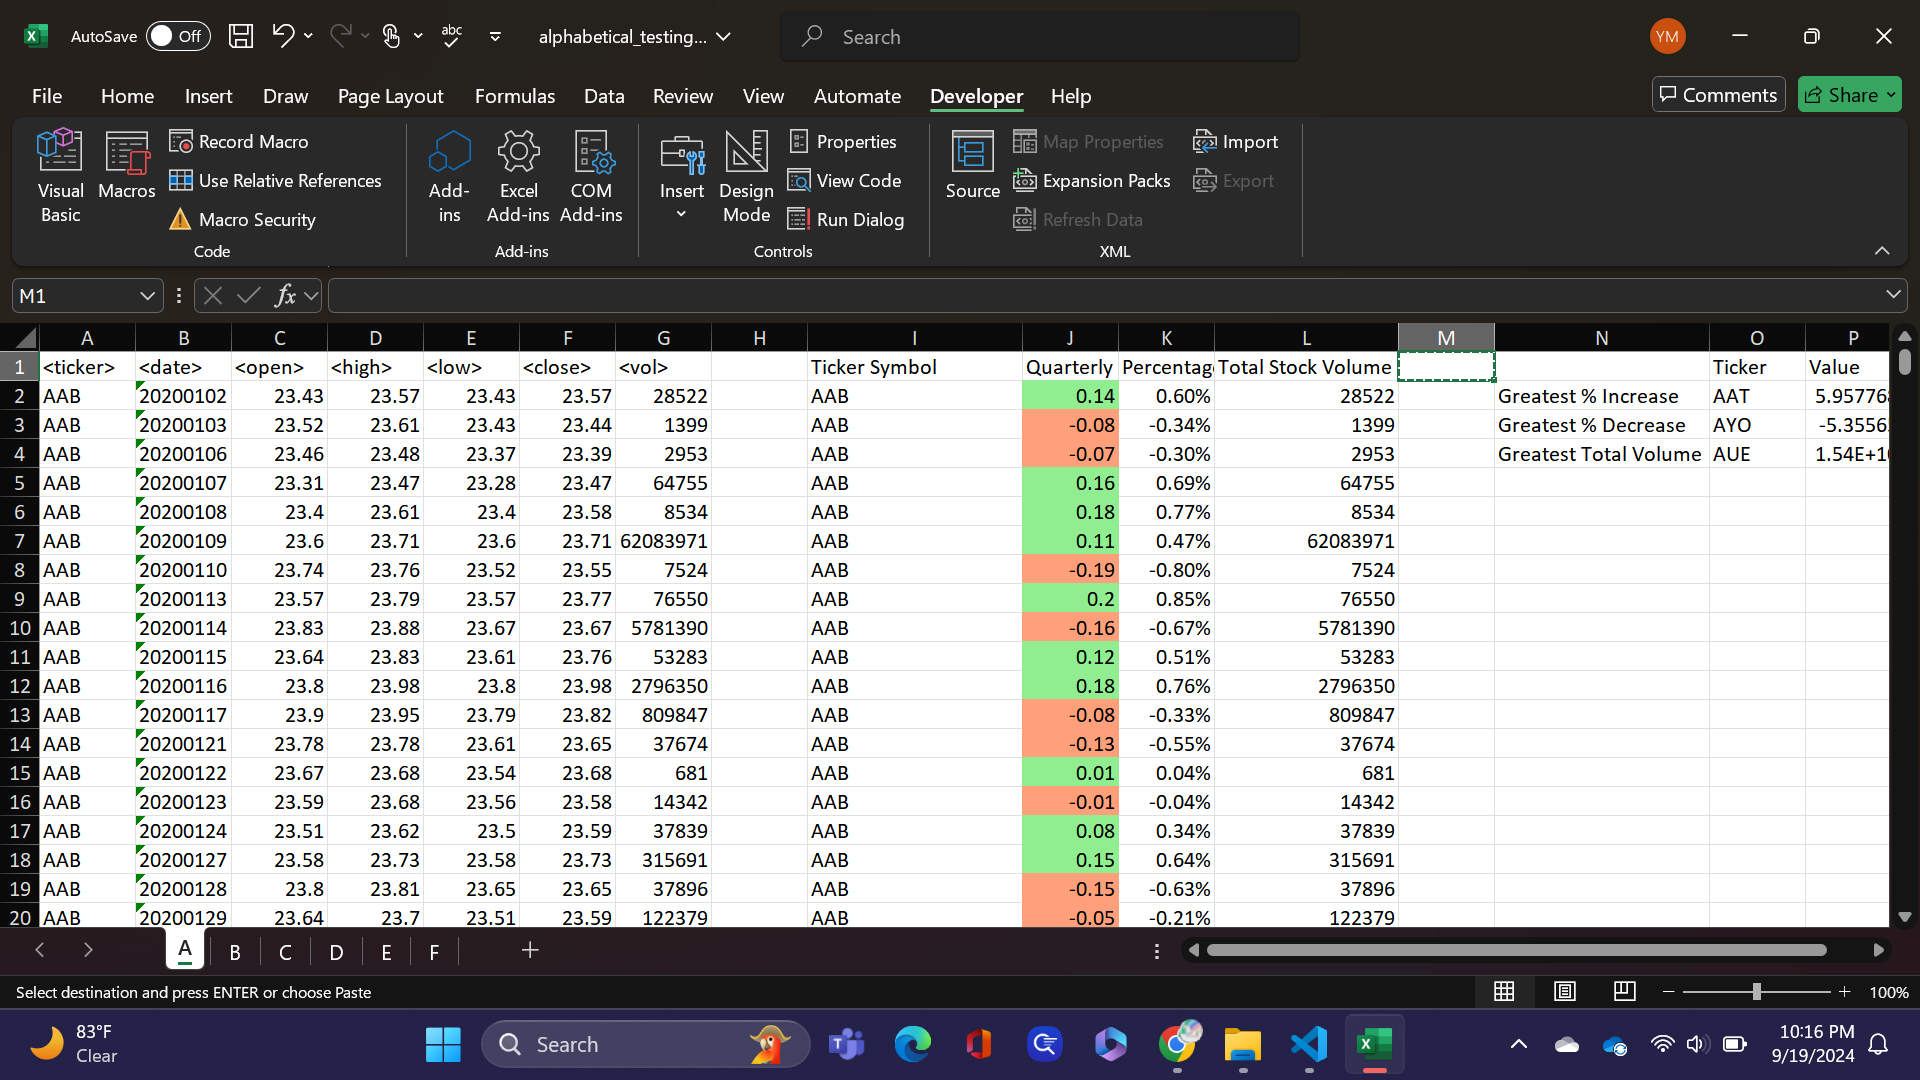 AutoSave Off abc alphabetical_testing... Search YM
File Home Insert Draw Page Layout Formulas Data Review View Automate Developer Help Comments Share
Visual Basic
Macros
Record Macro
Use Relative References
Macro Security
Code
Add-ins
Excel Add-ins
COM Add-ins
Add-ins
Insert
Design Mode
Properties
View Code
Run Dialog
Controls
Source
Map Properties
Expansion Packs
Refresh Data
Import
Export
XML
M1 fx
A B C D E F G H I J K L M N O P
1 <ticker> <date> <open> <high> <low> <close> <vol> Ticker Symbol Quarterly Percentag Total Stock Volume Ticker Value
2 AAB 20200102 23.43 23.57 23.43 23.57 28522 AAB 0.14 0.60% 28522 Greatest % Increase AAT 5.95776
3 AAB 20200103 23.52 23.61 23.43 23.44 1399 AAB -0.08 -0.34% 1399 Greatest % Decrease AYO -5.3556
4 AAB 20200106 23.46 23.48 23.37 23.39 2953 AAB -0.07 -0.30% 2953 Greatest Total Volume AUE 1.54E+1
5 AAB 20200107 23.31 23.47 23.28 23.47 64755 AAB 0.16 0.69% 64755
6 AAB 20200108 23.4 23.61 23.4 23.58 8534 AAB 0.18 0.77% 8534
7 AAB 20200109 23.6 23.71 23.6 23.71 62083971 AAB 0.11 0.47% 62083971
8 AAB 20200110 23.74 23.76 23.52 23.55 7524 AAB -0.19 -0.80% 7524
9 AAB 20200113 23.57 23.79 23.57 23.77 76550 AAB 0.2 0.85% 76550
10 AAB 20200114 23.83 23.88 23.67 23.67 5781390 AAB -0.16 -0.67% 5781390
11 AAB 20200115 23.64 23.83 23.61 23.76 53283 AAB 0.12 0.51% 53283
12 AAB 20200116 23.8 23.98 23.8 23.98 2796350 AAB 0.18 0.76% 2796350
13 AAB 20200117 23.9 23.95 23.79 23.82 809847 AAB -0.08 -0.33% 809847
14 AAB 20200121 23.78 23.78 23.61 23.65 37674 AAB -0.13 -0.55% 37674
15 AAB 20200122 23.67 23.68 23.54 23.68 681 AAB 0.01 0.04% 681
16 AAB 20200123 23.59 23.68 23.56 23.58 14342 AAB -0.01 -0.04% 14342
17 AAB 20200124 23.51 23.62 23.5 23.59 37839 AAB 0.08 0.34% 37839
18 AAB 20200127 23.58 23.73 23.58 23.73 315691 AAB 0.15 0.64% 315691
19 AAB 20200128 23.8 23.81 23.65 23.65 37896 AAB -0.15 -0.63% 37896
20 AAB 20200129 23.64 23.7 23.51 23.59 122379 AAB -0.05 -0.21% 122379
A B C D E F
Select destination and press ENTER or choose Paste 100%
83°F
Clear
Search
10:16 PM
9/19/2024